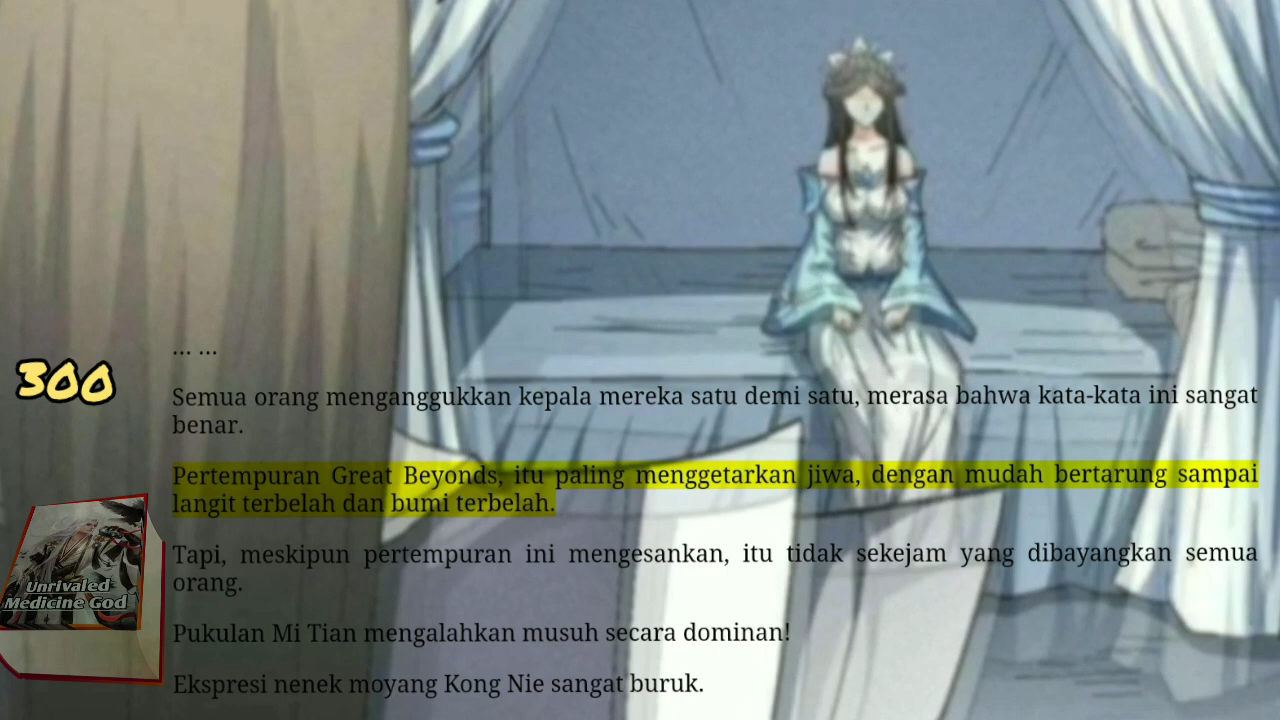 ... ...
Semua orang menganggukkan kepala mereka satu demi satu, merasa bahwa kata-kata ini sangat
benar.
300
Pertempuran Great Beyonds, itu paling menggetarkan jiwa, dengan mudah bertarung sampai
langit terbelah dan bumi terbelah.
Tapi, meskipun pertempuran ini mengesankan, itu tidak sekejam yang dibayangkan semua
orang.
Unrivaled
Medicine God
Pukulan Mi Tian mengalahkan musuh secara dominan!
Ekspresi nenek moyang Kong Nie sangat buruk.